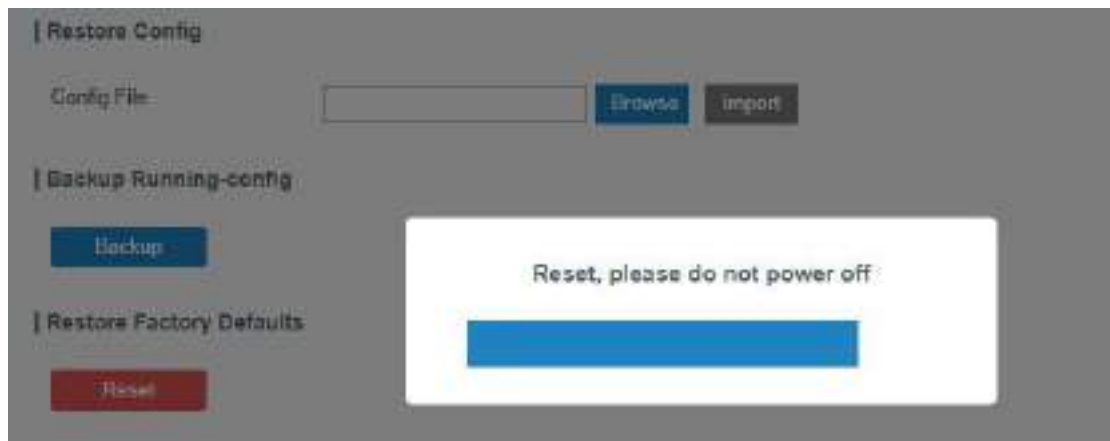 Restore Config
Config File
Browse Import
Backup Running-config
Backup
Reset, please do not power off
Restore Factory Defaults
Reset